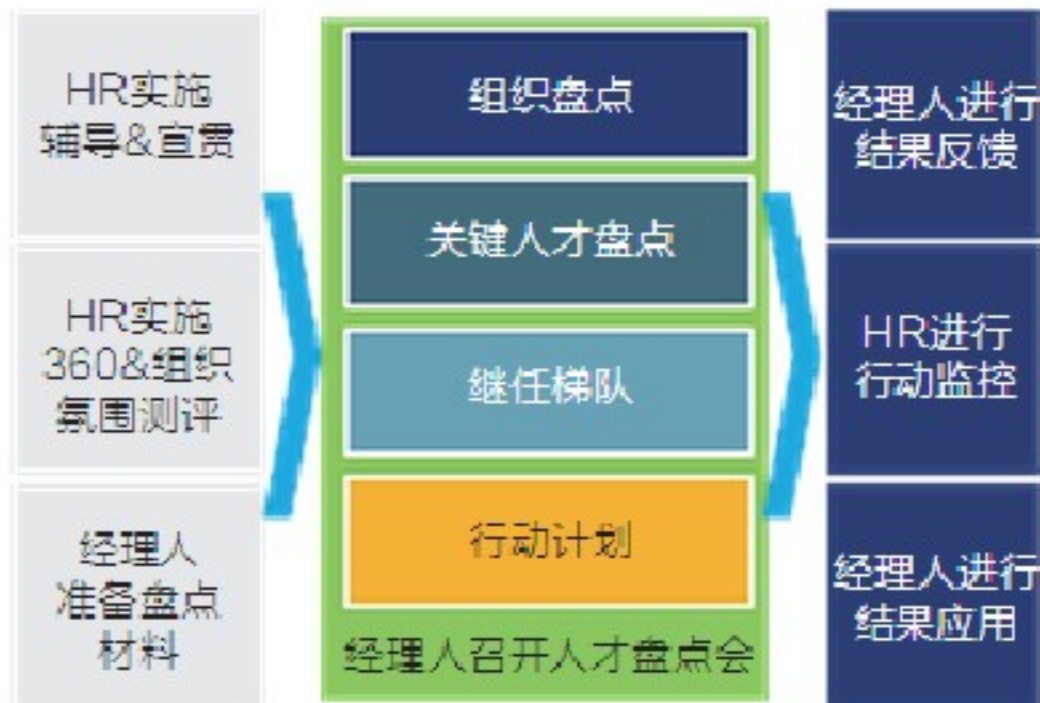 HR实施
辅导&宣贯
HR实施
360&组织
氛围测评
经理人
准备盘点
材料
组织盘点
关键人才盘点
继任梯队
行动计划
经理人召开人才盘点会
经理人进行
结果反馈
HR进行
行动监控
经理人进行
结果应用